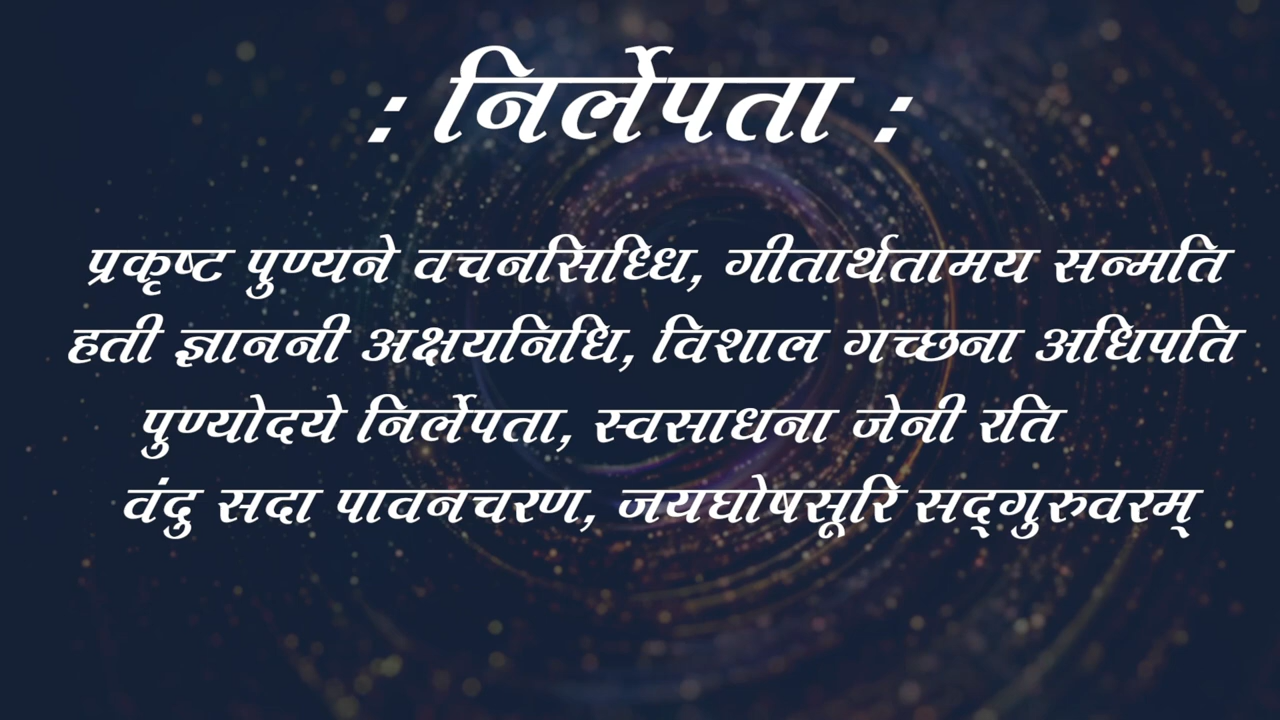 : निर्लेपता :
प्रकृष्ट पुण्यने वचनसिध्धि, गीतार्थतामय सन्मति
हती ज्ञाननी अक्षयनिधि, विशाल गच्छना अधिपति
पुण्योदये निर्लेपता, स्वसाधना जेनी रति
वंदु सदा पावनचरण, जयघोषसूरि सद्‌गुरुवरम्